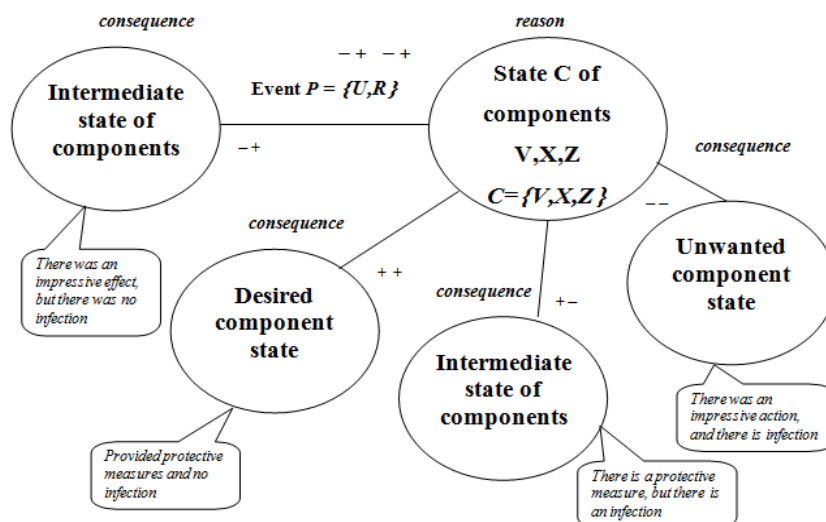 consequence
reason
− + − +
Event P = {U,R}
Intermediate
state of
components
− +
State C of
components
V,X,Z
C={V,X,Z}
consequence
− −
consequence
+ +
consequence
+ −
There was an
impressive effect,
but there was no
infection
Desired
component
state
Unwanted
component
state
Intermediate
state of
components
Provided protective
measures and no
infection
There was an
impressive action,
and there is infection
There is a protective
measure, but there is
an infection